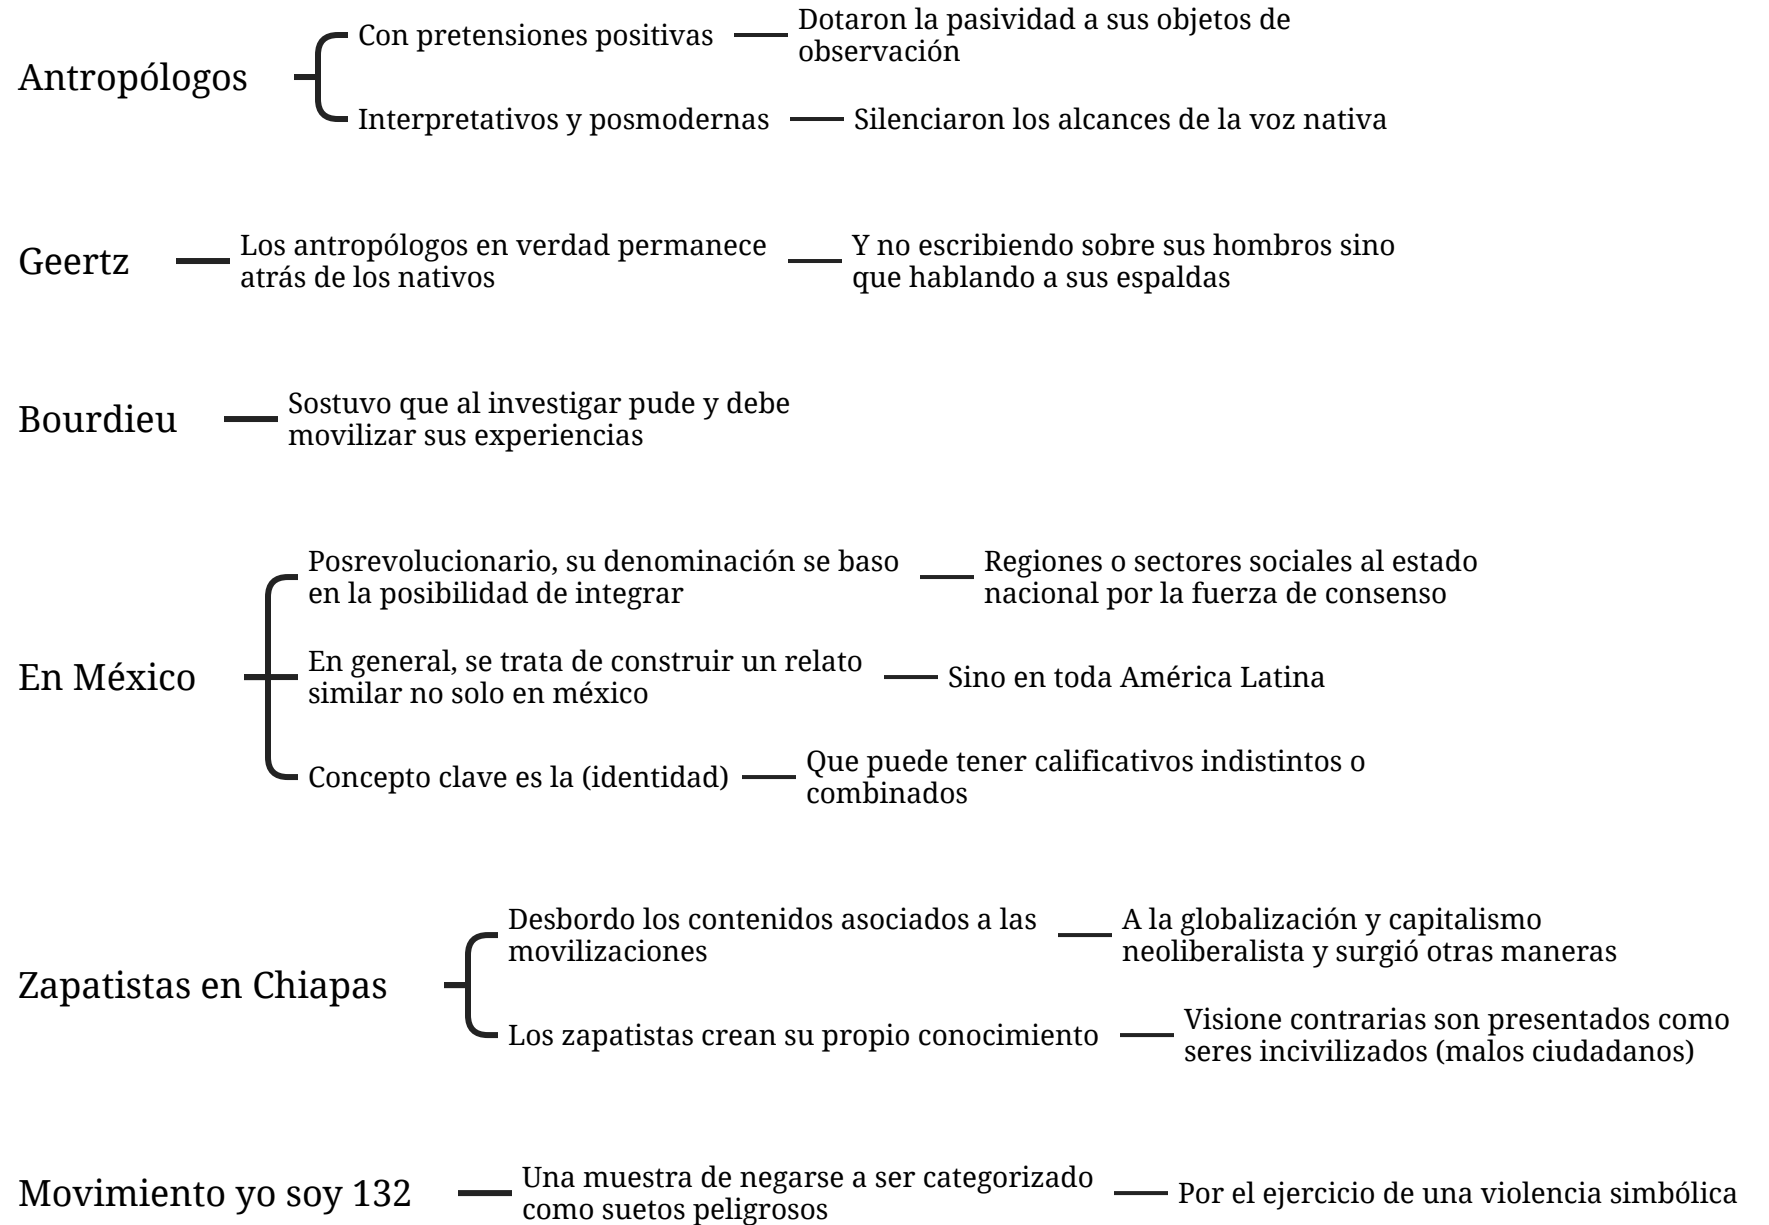 Antropólogos
Con pretensiones positivas
Dotaron la pasividad a sus objetos de
observación
Interpretativos y posmodernas
Silenciaron los alcances de la voz nativa
Geertz
Los antropólogos en verdad permanece
atrás de los nativos
Y no escribiendo sobre sus hombros sino
que hablando a sus espaldas
Bourdieu
Sostuvo que al investigar pude y debe
movilizar sus experiencias
En México
Posrevolucionario, su denominación se baso
en la posibilidad de integrar
Regiones o sectores sociales al estado
nacional por la fuerza de consenso
En general, se trata de construir un relato
similar no solo en méxico
Sino en toda América Latina
Concepto clave es la (identidad)
Que puede tener calificativos indistintos o
combinados
Zapatistas en Chiapas
Desbordo los contenidos asociados a las
movilizaciones
A la globalización y capitalismo
neoliberalista y surgió otras maneras
Los zapatistas crean su propio conocimiento
Visione contrarias son presentados como
seres incivilizados (malos ciudadanos)
Movimiento yo soy 132
Una muestra de negarse a ser categorizado
como suetos peligrosos
Por el ejercicio de una violencia simbólica